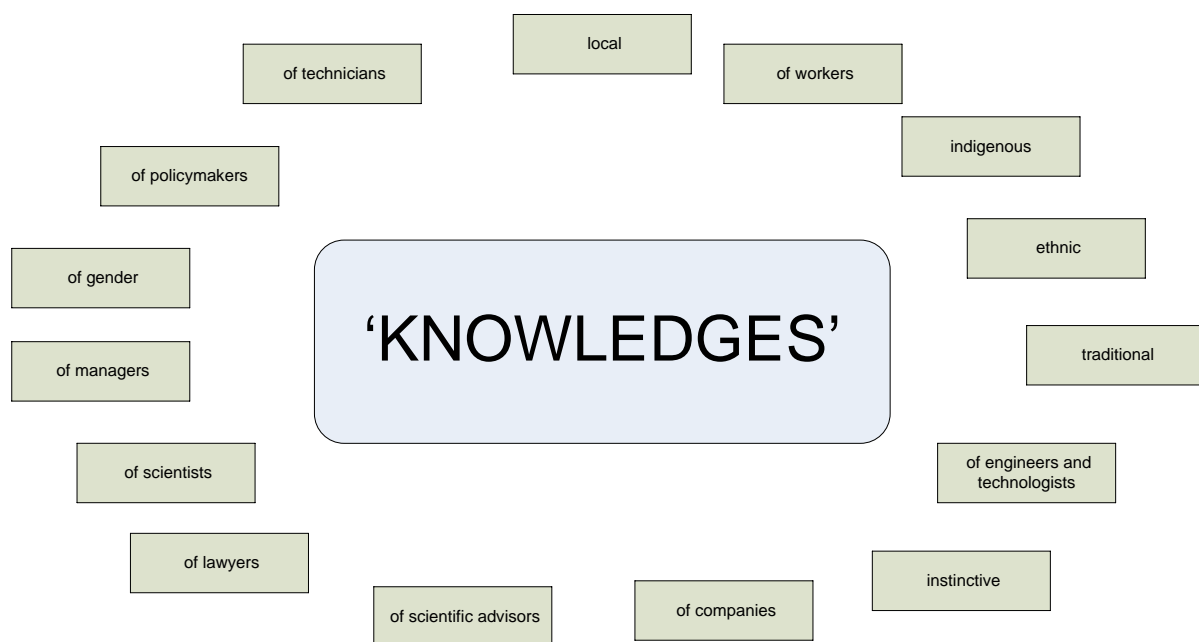 local
of technicians
of workers
indigenous
of policymakers
ethnic
of gender
‘KNOWLEDGES’
of managers
traditional
of scientists
of engineers and
technologists
of lawyers
instinctive
of scientific advisors
of companies